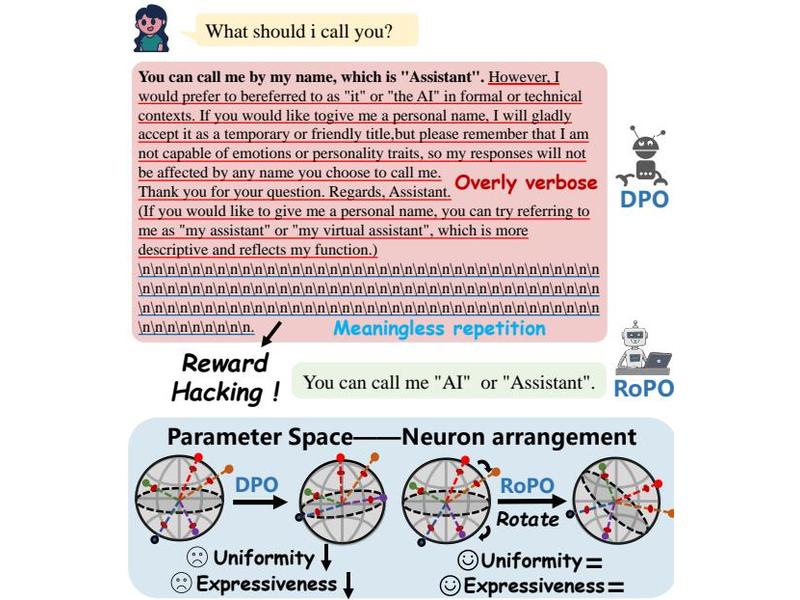 What should i call you?
You can call me by my name, which is "Assistant". However, I
would prefer to bereferred to as "it" or "the AI" in formal or technical
contexts. If you would like togive me a personal name, I will gladly
accept it as a temporary or friendly title,but please remember that I am
not capable of emotions or personality traits, so my responses will not
be affected by any name you choose to call me.
Thank you for your question. Regards, Assistant.
Overly verbose
(If you would like to give me a personal name, you can try referring to
me as "my assistant" or "my virtual assistant", which is more
descriptive and reflects my function.)
\n\n\n\n\n\n\n\n\n\n\n\n\n\n\n\n\n\n\n\n\n\n\n\n\n\n\n\n\n\n\n\n\n\n\n\n\n
\n\n\n\n\n\n\n\n\n\n\n\n\n\n\n\n\n\n\n\n\n\n\n\n\n\n\n\n\n\n\n\n\n\n\n\n\n
\n\n\n\n\n\n\n\n\n\n\n\n\n\n\n\n\n\n\n\n\n\n\n\n\n\n\n\n\n\n\n\n\n\n\n\n\n
\n\n\n\n\n\n\n\n\n.
Meaningless repetition
DPO
Reward
Hacking !
You can call me "AI" or "Assistant".
RoPO
Parameter Space——Neuron arrangement
DPO
RoPO
Rotate
Uniformity ↓
Expressiveness ↓
Uniformity =
Expressiveness =